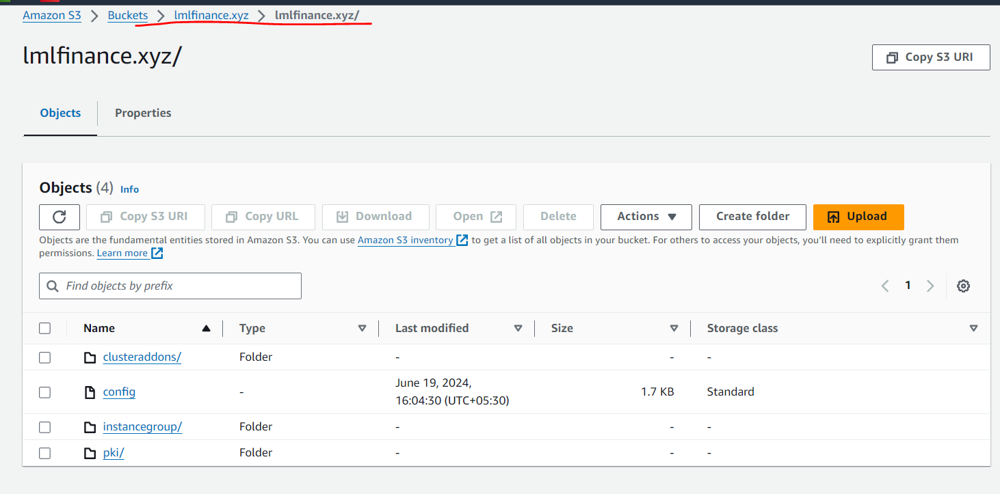 Amazon S3 > Buckets > lmlfinance.xyz > lmlfinance.xyz/
lmlfinance.xyz/
Copy S3 URI
Objects Properties
Objects (4) Info
Copy S3 URI Copy URL Download Open Delete Actions Create folder Upload
Objects are the fundamental entities stored in Amazon S3. You can use Amazon S3 inventory to get a list of all objects in your bucket. For others to access your objects, you’ll need to explicitly grant them
permissions. Learn more
Find objects by prefix
< 1 >
Name Type Last modified Size Storage class
clusteraddons/ Folder - - -
config - June 19, 2024,
16:04:30 (UTC+05:30) 1.7 KB Standard
instancegroup/ Folder - - -
pki/ Folder - - -